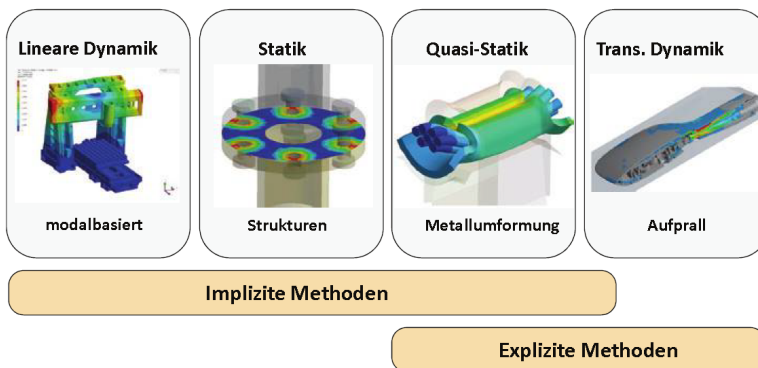 Lineare Dynamik
modalbasiert
Statik
Strukturen
Quasi-Statik
Metallumformung
Trans. Dynamik
Aufprall
Implizite Methoden
Explizite Methoden